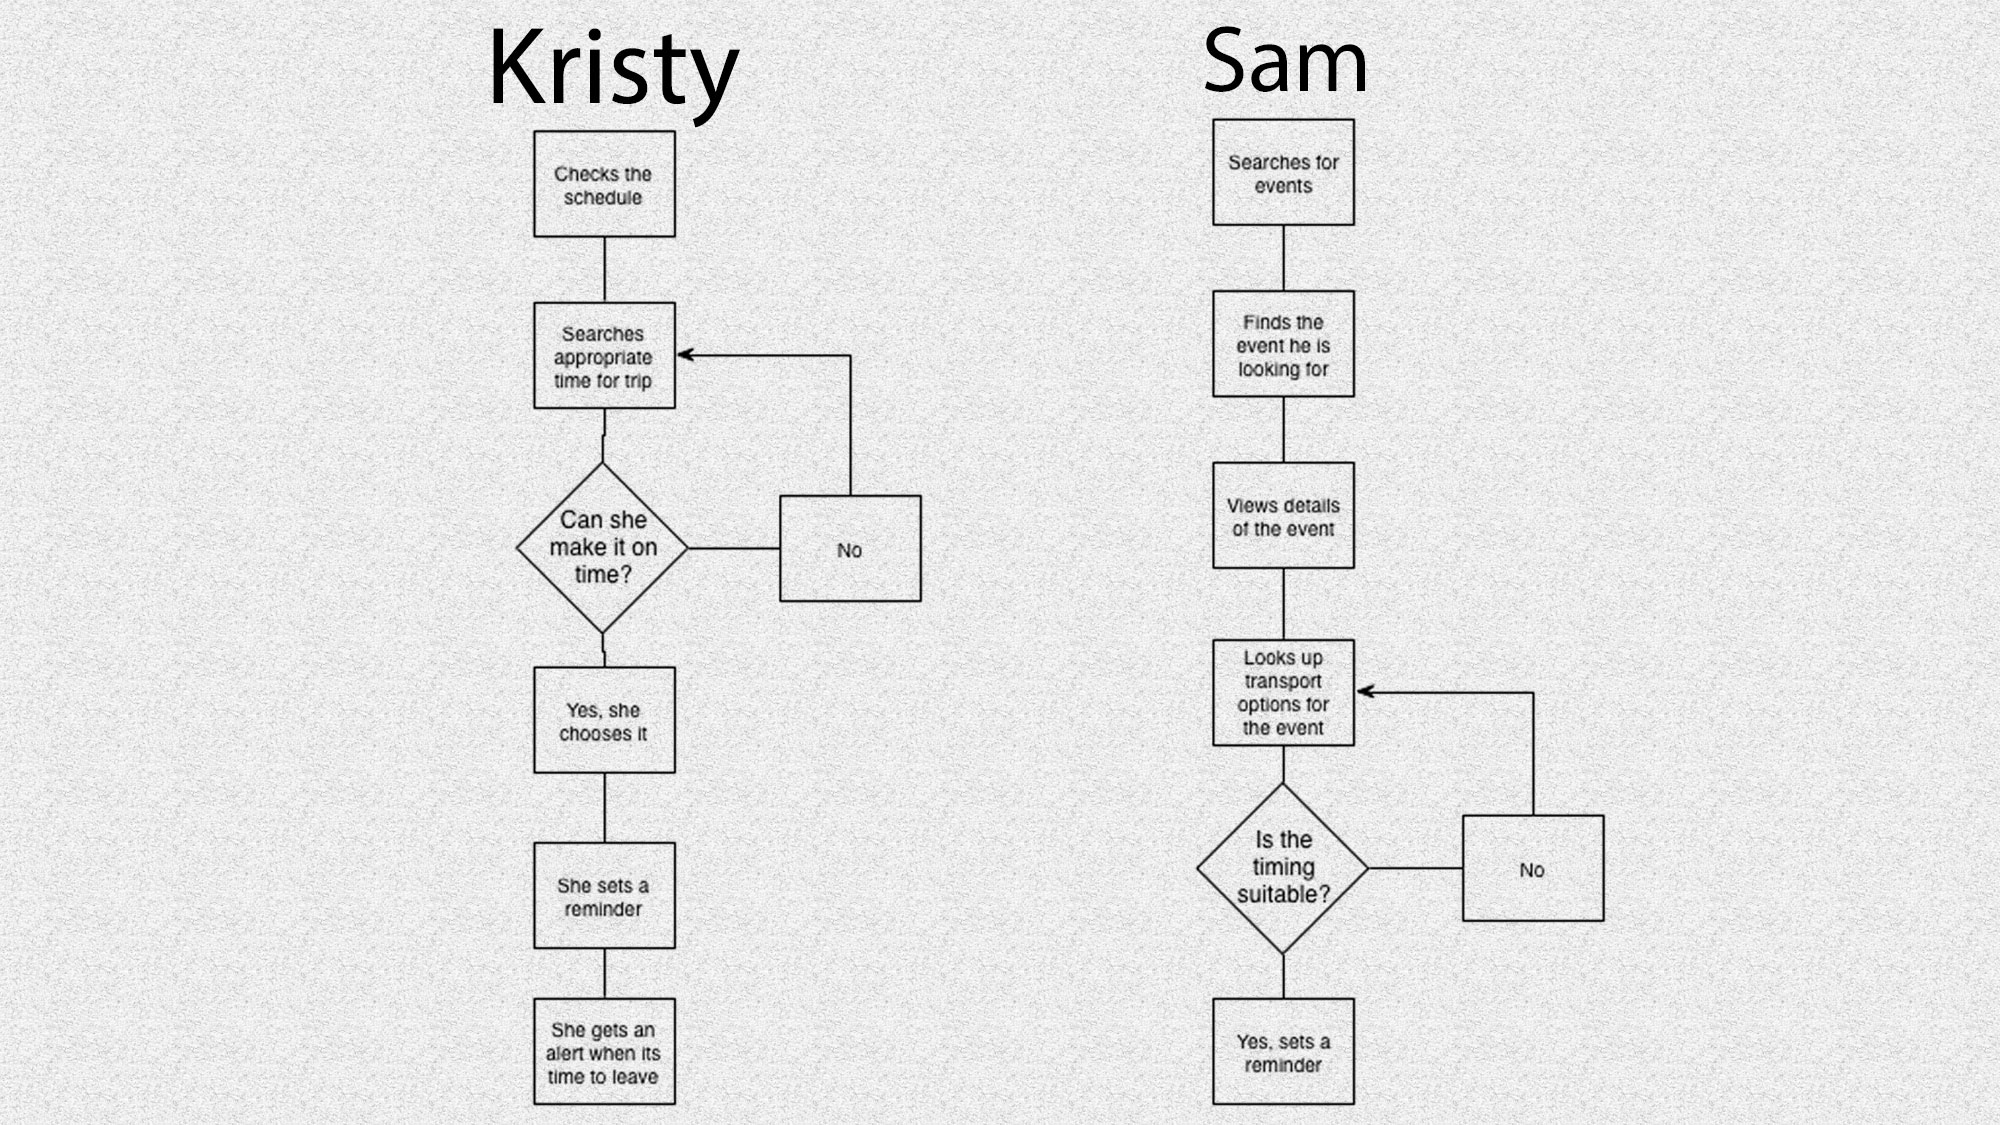 Kristy
Checks the
schedule
Searches
appropriate
time for trip
Can she
make it on
time?
No
Yes, she
chooses it
She sets a
reminder
She gets an
alert when its
time to leave
Sam
Searches for
events
Finds the
event he is
looking for
Views details
of the event
Looks up
transport
options for
the event
Is the
timing
suitable?
No
Yes, sets a
reminder